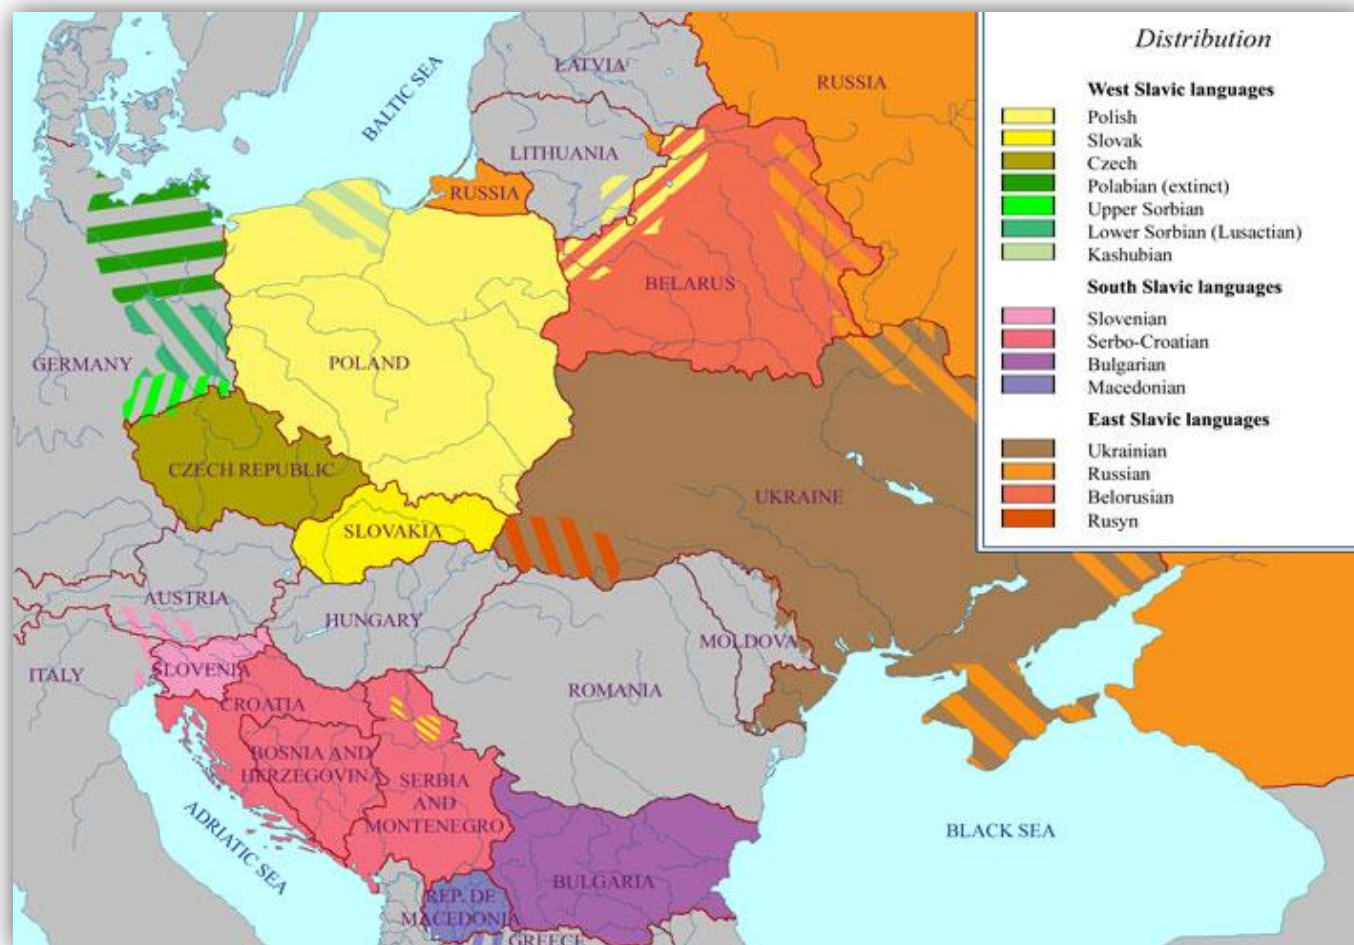 Distribution
West Slavic languages
Polish
Slovak
Czech
Polabian (extinct)
Upper Sorbian
Lower Sorbian (Lusactian)
Kashubian
South Slavic languages
Slovenian
Serbo-Croatian
Bulgarian
Macedonian
East Slavic languages
Ukrainian
Russian
Belorusian
Rusyn
LATVIA
RUSSIA
BALTIC SEA
LITHUANIA
RUSSIA
BELARUS
GERMANY
POLAND
CZECH REPUBLIC
UKRAINE
SLOVAKIA
AUSTRIA
HUNGARY
MOLDOVA
ITALY
SLOVENIA
ROMANIA
CROATIA
BOSNIA AND
HERZEGOVINA
SERBIA
AND
MONTENEGRO
ADRIATIC SEA
BLACK SEA
BULGARIA
REP. DE
MACEDONIA
GREECE